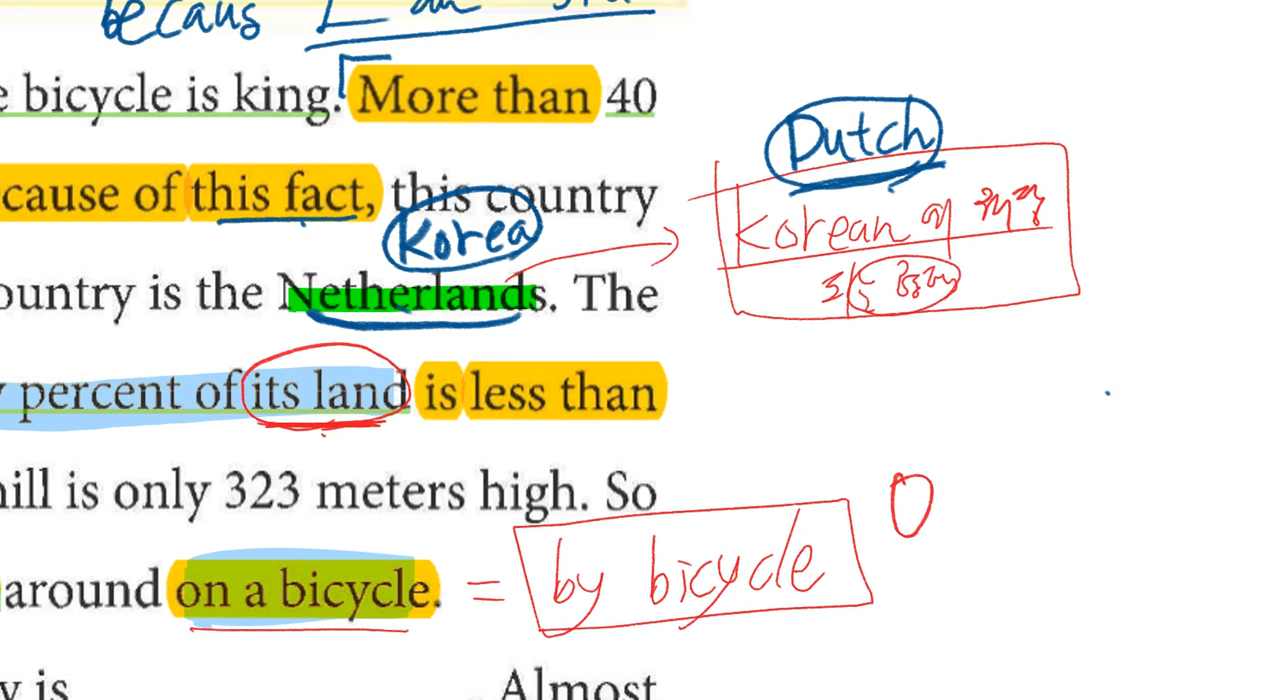 becaus I am
e bicycle is king. More than 40
Dutch
cause of this fact, this country
Korean
Korea
ountry is the Netherlands. The
y percent of its land is less than
hill is only 323 meters high. So
around on a bicycle. = by bicycle
y is Almost